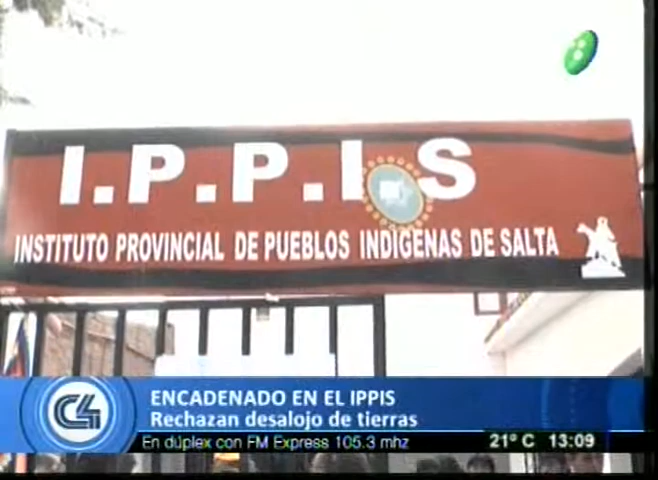 I.P.P.I.S
INSTITUTO PROVINCIAL DE PUEBLOS INDIGENAS DE SALTA
C4
ENCADENADO EN EL IPPIS
Rechazan desalojo de tierras
En dúplex con FM Express 105.3 mhz 21º C 13:09